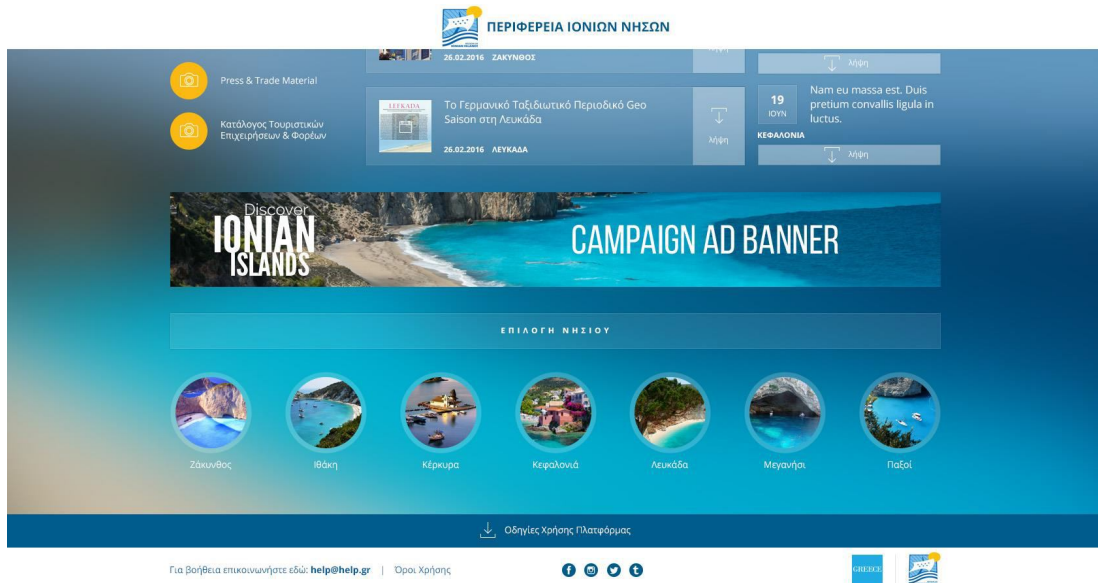 ΠΕΡΙΦΕΡΕΙΑ ΙΟΝΙΩΝ ΝΗΣΩΝ
26.02.2016 ΖΑΚΥΝΘΟΣ
λήψη
Press & Trade Material
Κατάλογος Τουριστικών
Επιχειρήσεων & Φορέων
ΛΕΥΚΑΔΑ
Το Γερμανικό Ταξιδιωτικό Περιοδικό Geo
Saison στη Λευκάδα
26.02.2016 ΛΕΥΚΑΔΑ
λήψη
19
ΙΟΥΝ
Nam eu massa est. Duis
pretium convallis ligula in
luctus.
ΚΕΦΑΛΟΝΙΑ
λήψη
Discover
IONIAN
ISLANDS
CAMPAIGN AD BANNER
ΕΠΙΛΟΓΗ ΝΗΣΙΟΥ
Ζάκυνθος
Ιθάκη
Κέρκυρα
Κεφαλονιά
Λευκάδα
Μεγανήσι
Παξοί
Οδηγίες Χρήσης Πλατφόρμας
Για βοήθεια επικοινωνήστε εδώ: help@help.gr | Όροι Χρήσης
GREECE